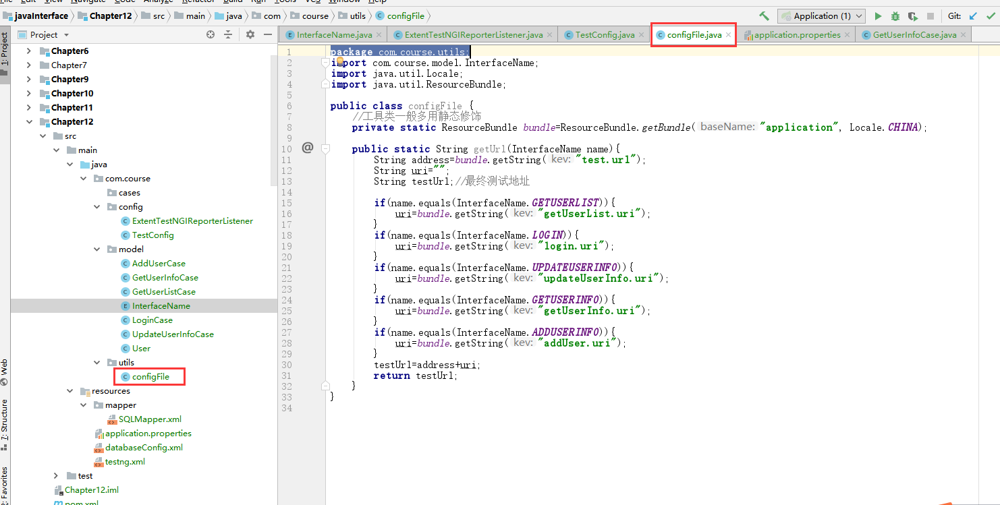 File Edit View Navigate Code Analyze Refactor Build Run Tools VCS Window Help
javaInterface Chapter12 src main java com course utils configFile Application (1) Git:
Project InterfaceName.java ExtentTestNGIReporterListener.java TestConfig.java configFile.java application.properties GetUserInfoCase.java
1: Project
Web
7: Structure
2: Favorites
Chapter6
Chapter7
Chapter9
Chapter10
Chapter11
Chapter12
src
main
java
com.course
cases
config
ExtentTestNGIReporterListener
TestConfig
model
AddUserCase
GetUserInfoCase
GetUserListCase
InterfaceName
LoginCase
UpdateUserInfoCase
User
utils
configFile
resources
mapper
SQLMapper.xml
application.properties
databaseConfig.xml
testng.xml
test
Chapter12.iml
pom.xml
1 package com.course.utils;
2 import com.course.model.InterfaceName;
3 import java.util.Locale;
4 import java.util.ResourceBundle;
5
6 public class configFile {
7 //工具类一般多用静态修饰
8 private static ResourceBundle bundle=ResourceBundle.getBundle( baseName: "application", Locale.CHINA);
9
10 @ public static String getUrl(InterfaceName name){
11 String address=bundle.getString( key: "test.url");
12 String uri="";
13 String testUrl;//最终测试地址
14
15 if(name.equals(InterfaceName.GETUSERLIST)){
16 uri=bundle.getString( key: "getUserList.uri");
17 }
18 if(name.equals(InterfaceName.LOGIN)){
19 uri=bundle.getString( key: "login.uri");
20 }
21 if(name.equals(InterfaceName.UPDATEUSERINFO)){
22 uri=bundle.getString( key: "updateUserInfo.uri");
23 }
24 if(name.equals(InterfaceName.GETUSERINFO)){
25 uri=bundle.getString( key: "getUserInfo.uri");
26 }
27 if(name.equals(InterfaceName.ADDUSERINFO)){
28 uri=bundle.getString( key: "addUser.uri");
29 }
30 testUrl=address+uri;
31 return testUrl;
32 }
33 }
34